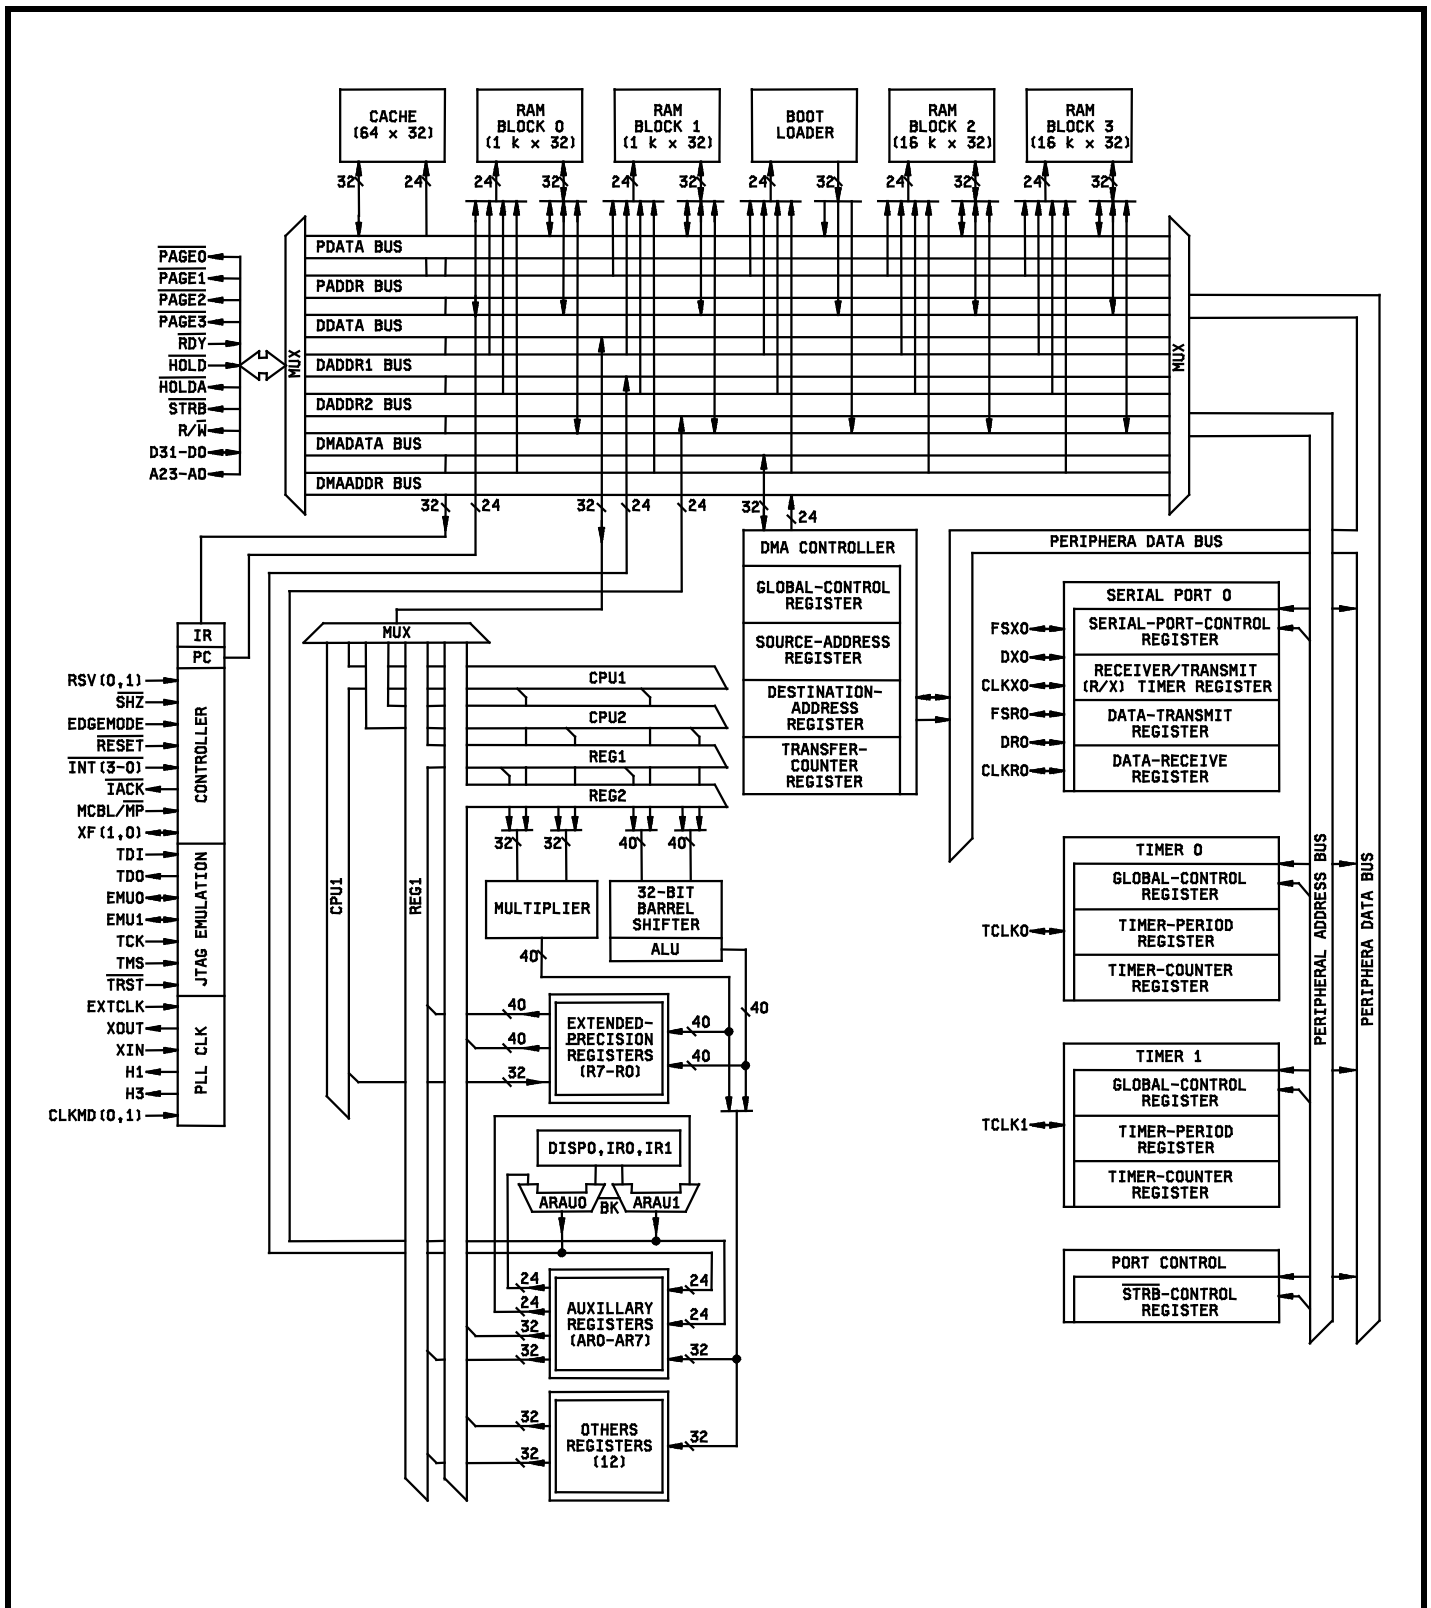 CACHE
(64 x 32)
RAM
BLOCK 0
(1 k x 32)
RAM
BLOCK 1
(1 k x 32)
BOOT
LOADER
RAM
BLOCK 2
(16 k x 32)
RAM
BLOCK 3
(16 k x 32)
32 24 24 32 24 32 24 32 24 32 24 32
PDATA BUS
PADDR BUS
DDATA BUS
DADDR1 BUS
DADDR2 BUS
DMADATA BUS
DMAADDR BUS
MUX
MUX
PAGE0
PAGE1
PAGE2
PAGE3
RDY
HOLD
HOLDA
STRB
R/W
D31-D0
A23-A0
32 24 32 24 24 32 24
IR
PC
CONTROLLER
JTAG EMULATION
PLL CLK
RSV(0,1)
SHZ
EDGEMODE
RESET
INT(3-0)
IACK
MCBL/MP
XF(1,0)
TDI
TDO
EMU0
EMU1
TCK
TMS
TRST
EXTCLK
XOUT
XIN
H1
H3
CLKMD(0,1)
MUX
CPU1
CPU2
REG1
REG2
CPU1
REG1
32 32 40 40
MULTIPLIER
32-BIT
BARREL
SHIFTER
ALU
40
40
EXTENDED-
PRECISION
REGISTERS
(R7-R0)
40
40
32
40
40
DISP0,IR0,IR1
ARAU0
BK
ARAU1
24
24
32
32
AUXILLARY
REGISTERS
(AR0-AR7)
24
24
32
32
32
OTHERS
REGISTERS
(12)
32
DMA CONTROLLER
GLOBAL-CONTROL
REGISTER
SOURCE-ADDRESS
REGISTER
DESTINATION-
ADDRESS
REGISTER
TRANSFER-
COUNTER
REGISTER
PERIPHERA DATA BUS
SERIAL PORT 0
SERIAL-PORT-CONTROL
REGISTER
RECEIVER/TRANSMIT
(R/X) TIMER REGISTER
DATA-TRANSMIT
REGISTER
DATA-RECEIVE
REGISTER
FSX0
DX0
CLKX0
FSR0
DR0
CLKR0
TIMER 0
GLOBAL-CONTROL
REGISTER
TIMER-PERIOD
REGISTER
TIMER-COUNTER
REGISTER
TCLK0
TIMER 1
GLOBAL-CONTROL
REGISTER
TIMER-PERIOD
REGISTER
TIMER-COUNTER
REGISTER
TCLK1
PORT CONTROL
STRB-CONTROL
REGISTER
PERIPHERAL ADDRESS BUS
PERIPHERA DATA BUS